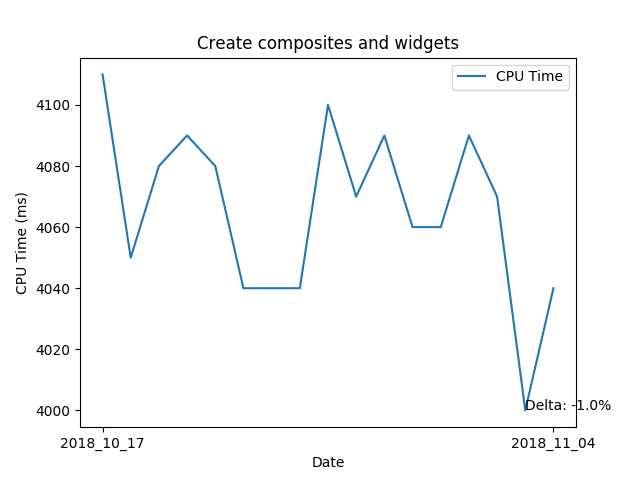 Create composites and widgets
CPU Time
CPU Time (ms)
4100
4080
4060
4040
4020
4000
Delta: -1.0%
2018_10_17
2018_11_04
Date